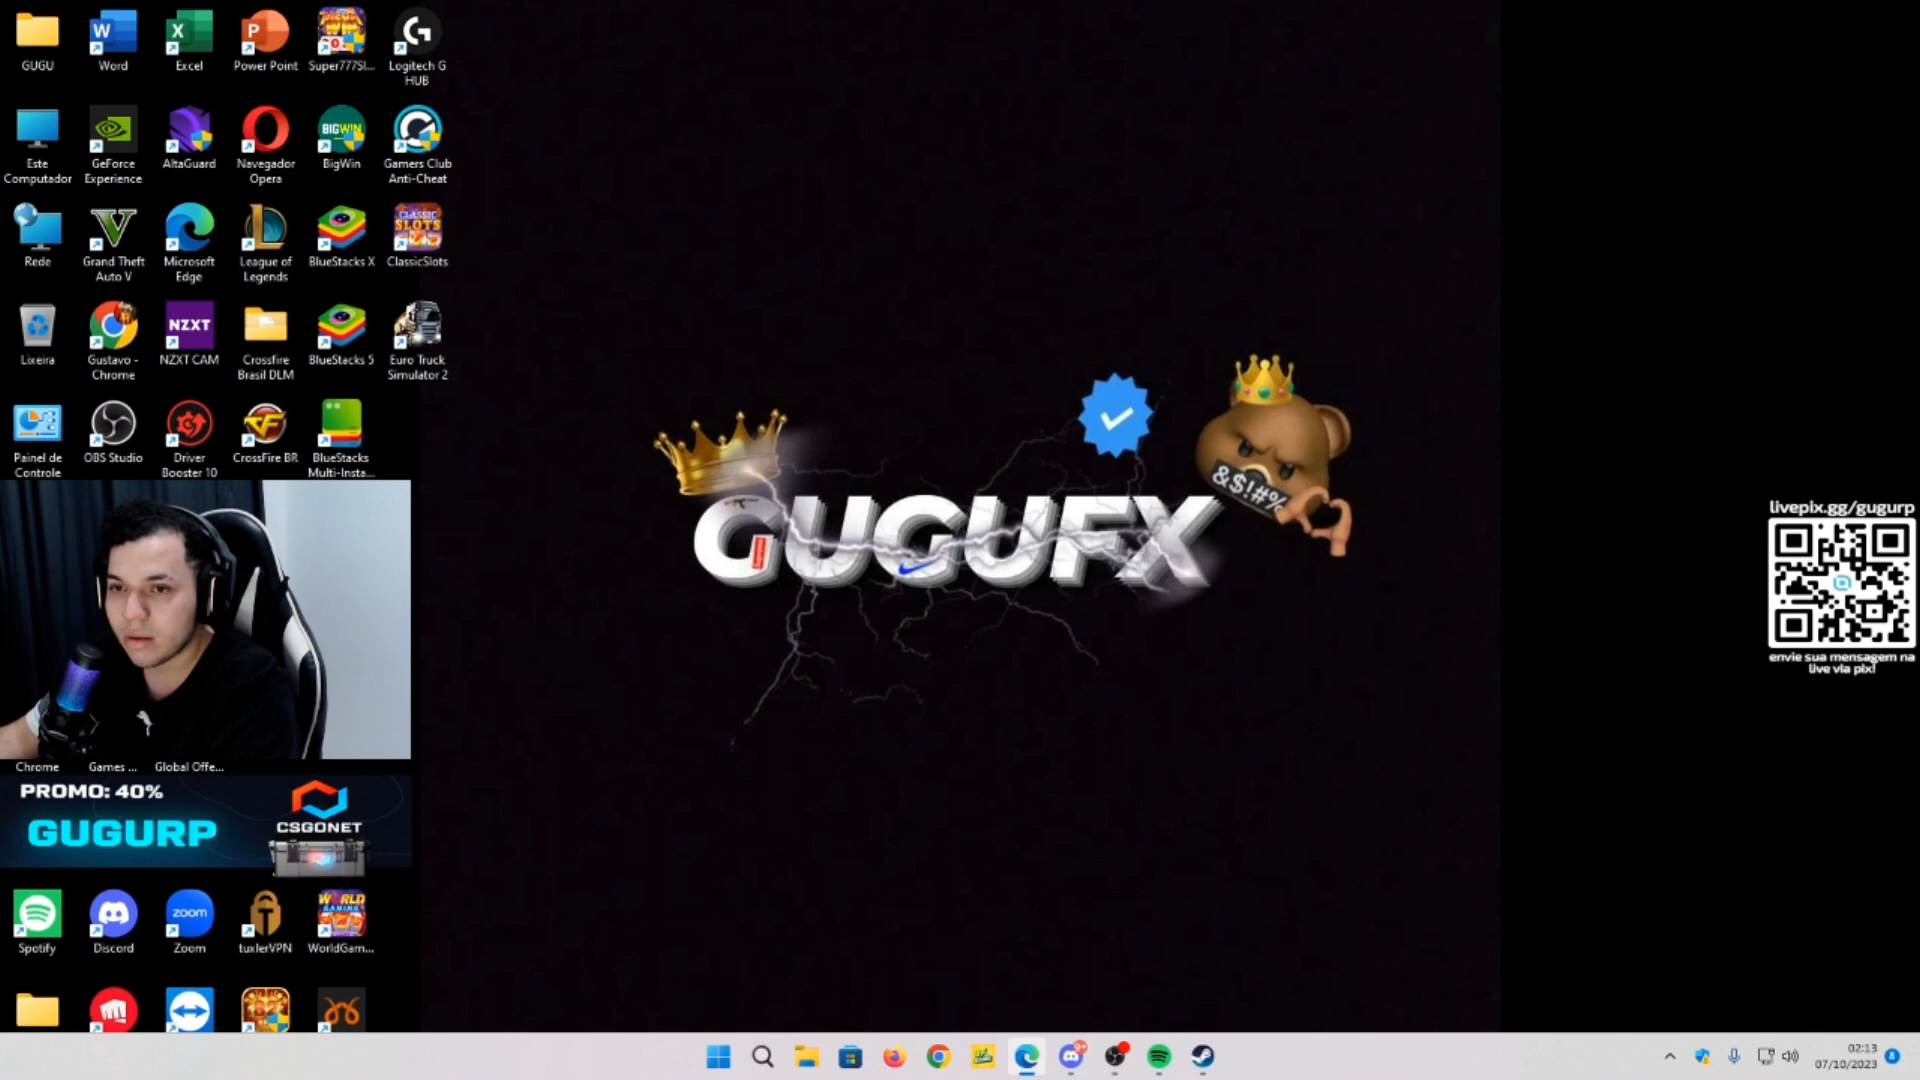 GUGU
Word
Excel
Power Point
Super777Sl...
Logitech G
HUB
Este
Computador
GeForce
Experience
AltaGuard
Navegador
Opera
BIGWIN
BigWin
Gamers Club
Anti-Cheat
Rede
Grand Theft
Auto V
Microsoft
Edge
League of
Legends
BlueStacks X
CLASSIC
SLOTS
ClassicSlots
Lixeira
Gustavo -
Chrome
NZXT
NZXT CAM
Crossfire
Brasil DLM
BlueStacks 5
Euro Truck
Simulator 2
Painel de
Controle
OBS Studio
Driver
Booster 10
CrossFire BR
BlueStacks
Multi-Insta...
&$!#%
GUGUFX
livepix.gg/gugurp
envie sua mensagem na
live via pix!
Chrome
Games ...
Global Offe...
PROMO: 40%
GUGURP
CSGONET
Spotify
Discord
zoom
Zoom
tuxlerVPN
WORLD
GAMING
WorldGam...
9+
02:13
07/10/2023
8